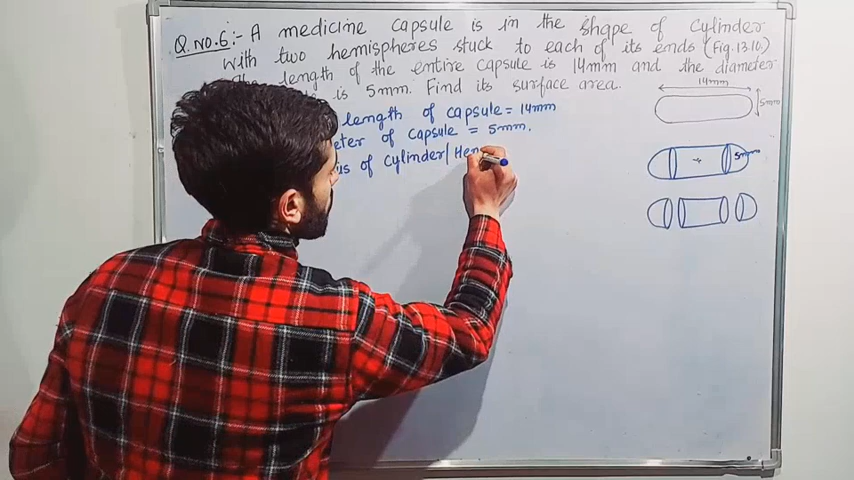 Q.NO.6:- A medicine capsule is in the shape of cylinder
with two hemispheres stuck to each of its ends (Fig. 13.10)
The length of the entire capsule is 14mm and the diameter
is 5mm. Find its surface area.
14mm
5mm
length of capsule = 14mm
eter of capsule = 5mm.
us of cylinder/Hem
5mm